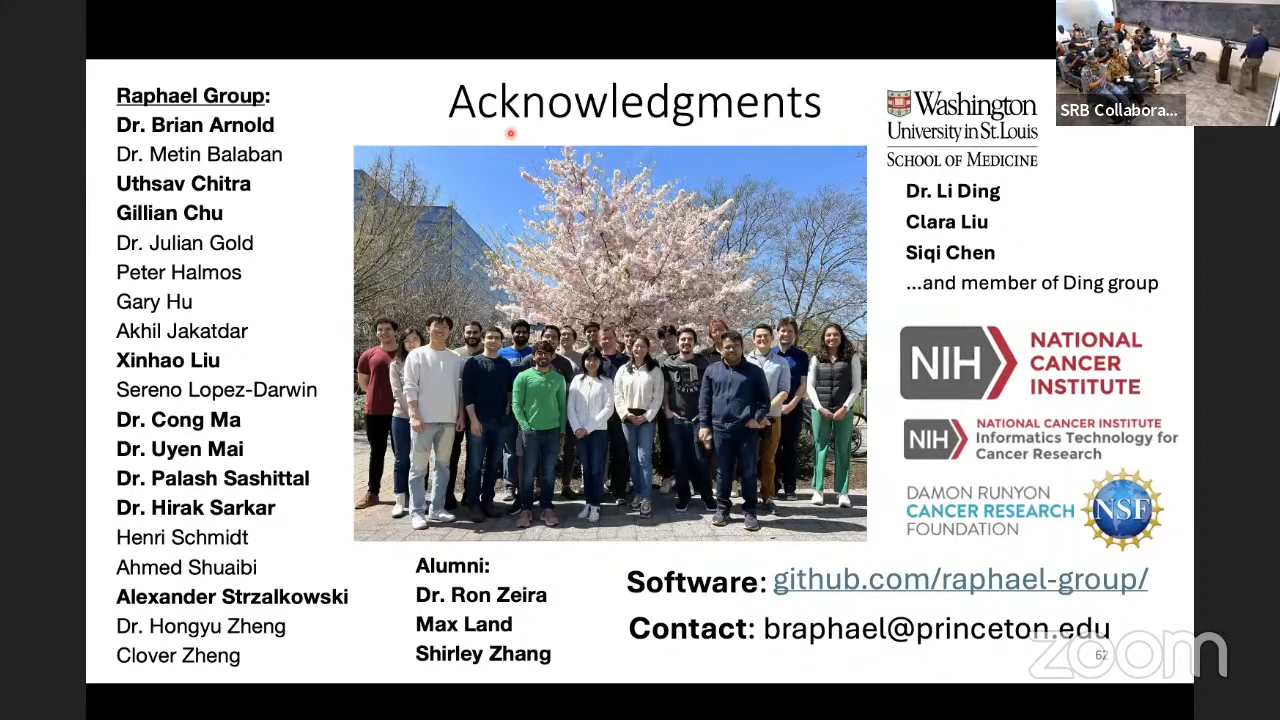 Acknowledgments
Raphael Group:
Dr. Brian Arnold
Dr. Metin Balaban
Uthsav Chitra
Gillian Chu
Dr. Julian Gold
Peter Halmos
Gary Hu
Akhil Jakatdar
Xinhao Liu
Sereno Lopez-Darwin
Dr. Cong Ma
Dr. Uyen Mai
Dr. Palash Sashittal
Dr. Hirak Sarkar
Henri Schmidt
Ahmed Shuaibi
Alexander Strzalkowski
Dr. Hongyu Zheng
Clover Zheng
Alumni:
Dr. Ron Zeira
Max Land
Shirley Zhang
Washington
University in St. Louis
SCHOOL OF MEDICINE
Dr. Li Ding
Clara Liu
Siqi Chen
...and member of Ding group
NIH
NATIONAL
CANCER
INSTITUTE
NIH
NATIONAL CANCER INSTITUTE
Informatics Technology for
Cancer Research
DAMON RUNYON
CANCER RESEARCH
FOUNDATION
NSF
Software: github.com/raphael-group/
Contact: braphael@princeton.edu
62
zoom
SRB Collabora...